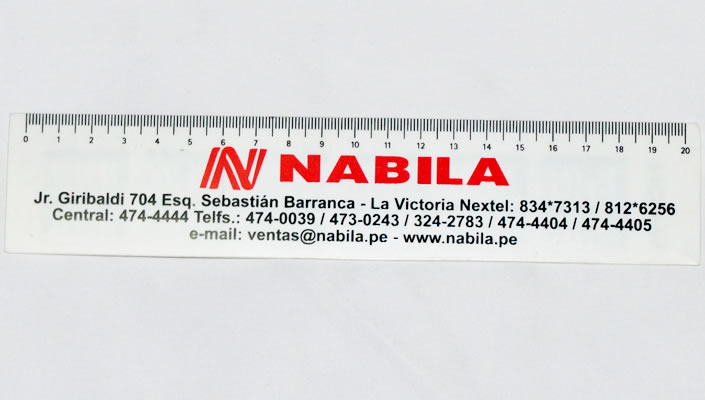 0 1 2 3 4 5 6 7 8 9 10 11 12 13 14 15 16 17 18 19 20
NABILA
Jr. Giribaldi 704 Esq. Sebastián Barranca - La Victoria Nextel: 834*7313 / 812*6256
Central: 474-4444 Telfs.: 474-0039 / 473-0243 / 324-2783 / 474-4404 / 474-4405
e-mail: ventas@nabila.pe - www.nabila.pe